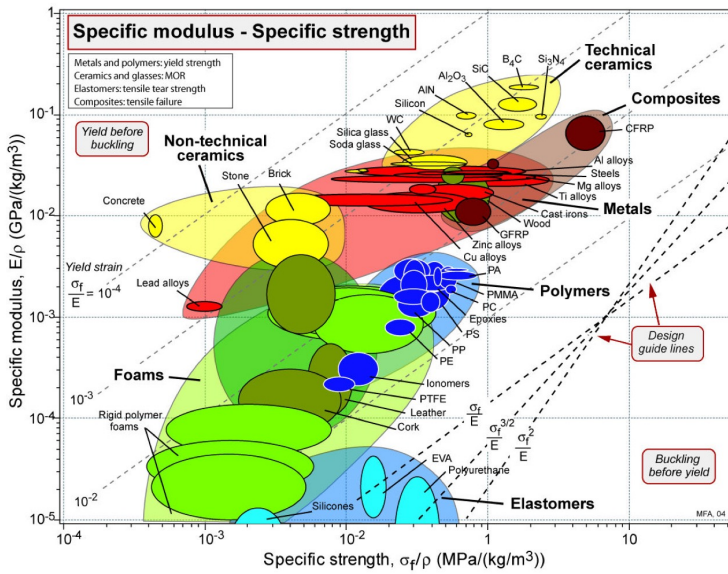 Specific modulus - Specific strength
Metals and polymers: yield strength
Ceramics and glasses: MOR
Elastomers: tensile tear strength
Composites: tensile failure
Yield before
buckling
Technical
ceramics
Composites
Non-technical
ceramics
Metals
Polymers
Foams
Elastomers
Si₃N₄
B₄C
SiC
Al₂O₃
AlN
Silicon
WC
Silica glass
Soda glass
CFRP
Brick
Stone
Concrete
Al alloys
Steels
Mg alloys
Ti alloys
Cast irons
Wood
GFRP
Zinc alloys
Cu alloys
Lead alloys
PA
PMMA
PC
Epoxies
PS
PP
PE
Ionomers
PTFE
Leather
Cork
Rigid polymer
foams
EVA
Polyurethane
Silicones
Yield strain
σf/E = 10⁻⁴
10⁻³
10⁻²
Design
guide lines
σf/E
σf^3/2/E
σf²/E
Buckling
before yield
MFA, 04
Specific modulus, E/ρ (GPa/(kg/m3))
1
10⁻¹
10⁻²
10⁻³
10⁻⁴
10⁻⁵
10⁻⁴
10⁻³
10⁻²
10⁻¹
1
10
Specific strength, σf/ρ (MPa/(kg/m3))